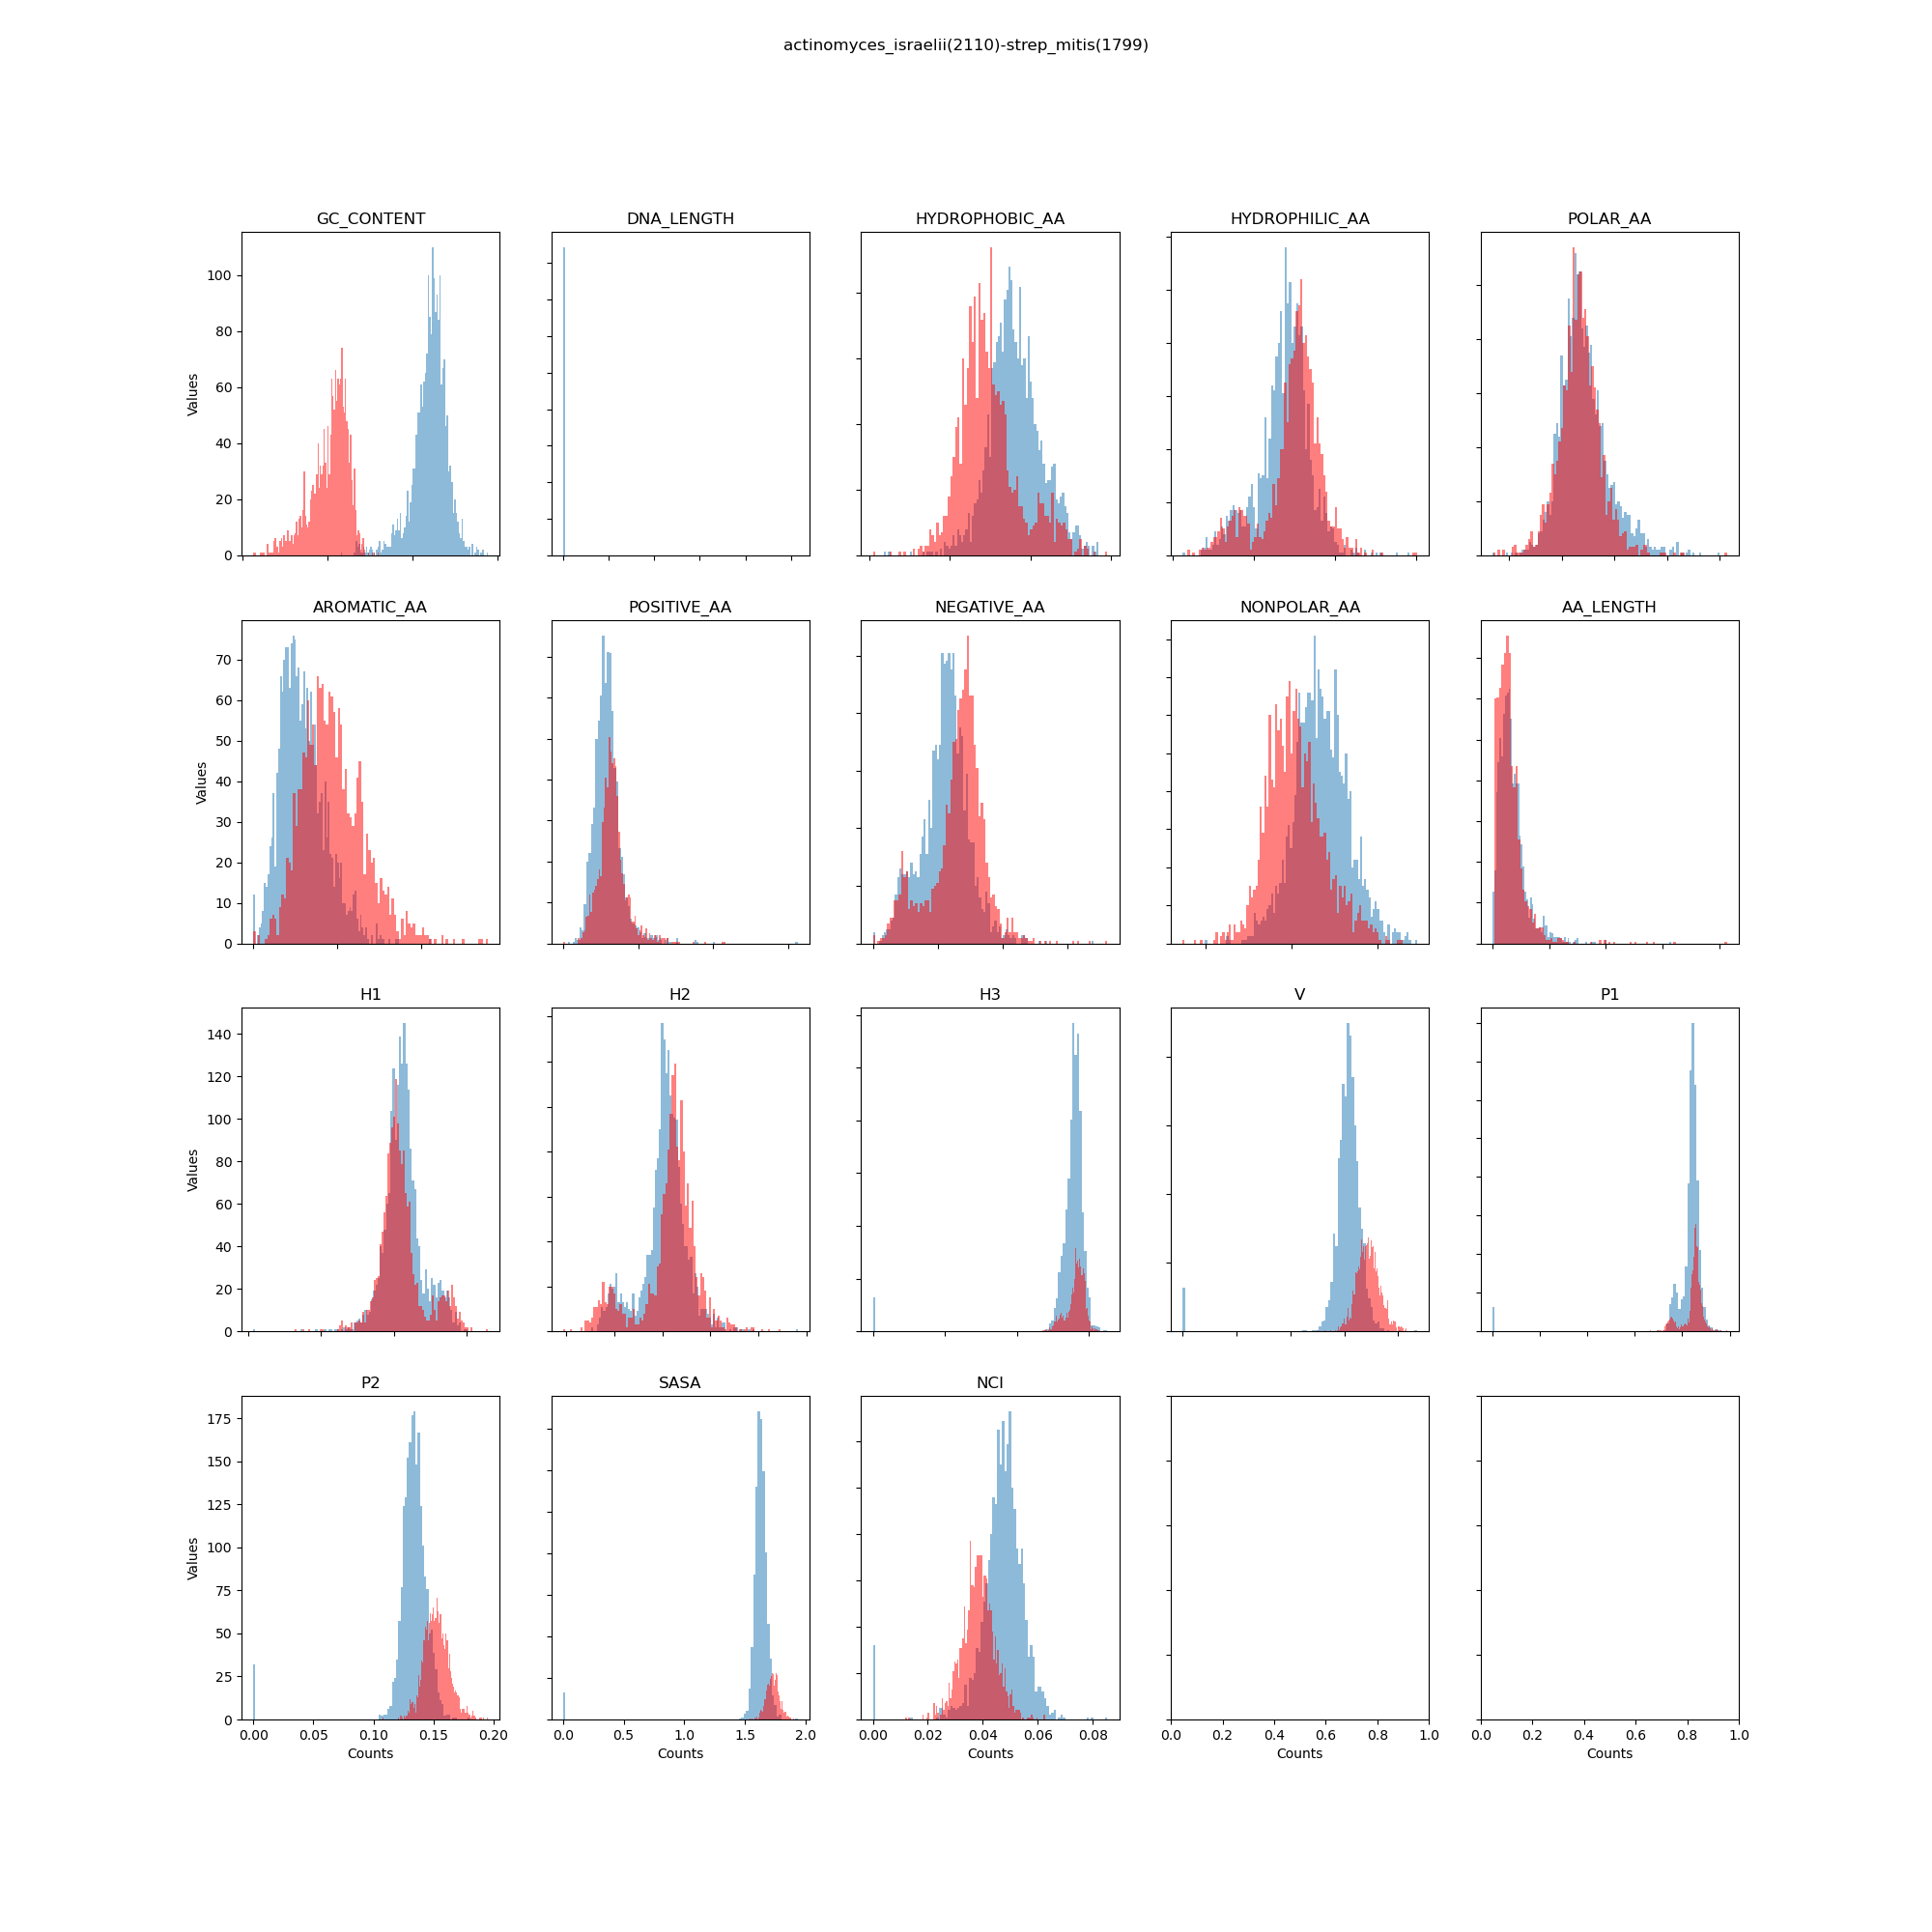 actinomyces_israelii(2110)-strep_mitis(1799)
GC_CONTENT
DNA_LENGTH
HYDROPHOBIC_AA
HYDROPHILIC_AA
POLAR_AA
Values
100
80
60
40
20
0
AROMATIC_AA
POSITIVE_AA
NEGATIVE_AA
NONPOLAR_AA
AA_LENGTH
Values
70
60
50
40
30
20
10
0
H1
H2
H3
V
P1
Values
140
120
100
80
60
40
20
0
P2
SASA
NCI
Values
175
150
125
100
75
50
25
0
0.00 0.05 0.10 0.15 0.20
Counts
0.0 0.5 1.0 1.5 2.0
Counts
0.00 0.02 0.04 0.06 0.08
Counts
0.0 0.2 0.4 0.6 0.8 1.0
Counts
0.0 0.2 0.4 0.6 0.8 1.0
Counts